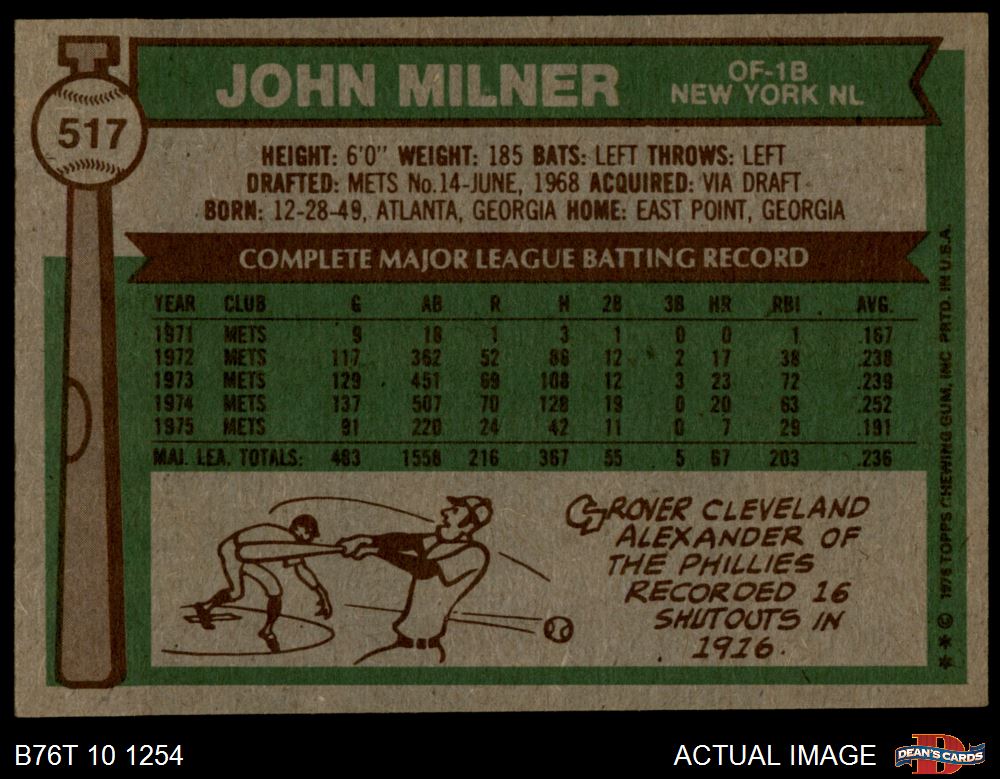 517
JOHN MILNER
OF-1B
NEW YORK NL
HEIGHT: 6'0" WEIGHT: 185 BATS: LEFT THROWS: LEFT
DRAFTED: METS No.14-JUNE, 1968 ACQUIRED: VIA DRAFT
BORN: 12-28-49, ATLANTA, GEORGIA HOME: EAST POINT, GEORGIA
COMPLETE MAJOR LEAGUE BATTING RECORD
YEAR CLUB G AB R H 2B 3B HR RBI AVG.
1971 METS 9 18 1 3 1 0 0 1 .167
1972 METS 117 362 52 86 12 2 17 38 .238
1973 METS 129 451 69 108 12 3 23 72 .239
1974 METS 137 507 70 128 19 0 20 63 .252
1975 METS 91 220 24 42 11 0 7 29 .191
MAJ. LEA. TOTALS: 483 1558 216 367 55 5 67 203 .236
GROVER CLEVELAND
ALEXANDER OF
THE PHILLIES
RECORDED 16
SHUTOUTS IN
1916.
** © 1976 TOPPS CHEWING GUM, INC. PRTD. IN U.S.A.
B76T 10 1254
ACTUAL IMAGE
DEAN'S CARDS